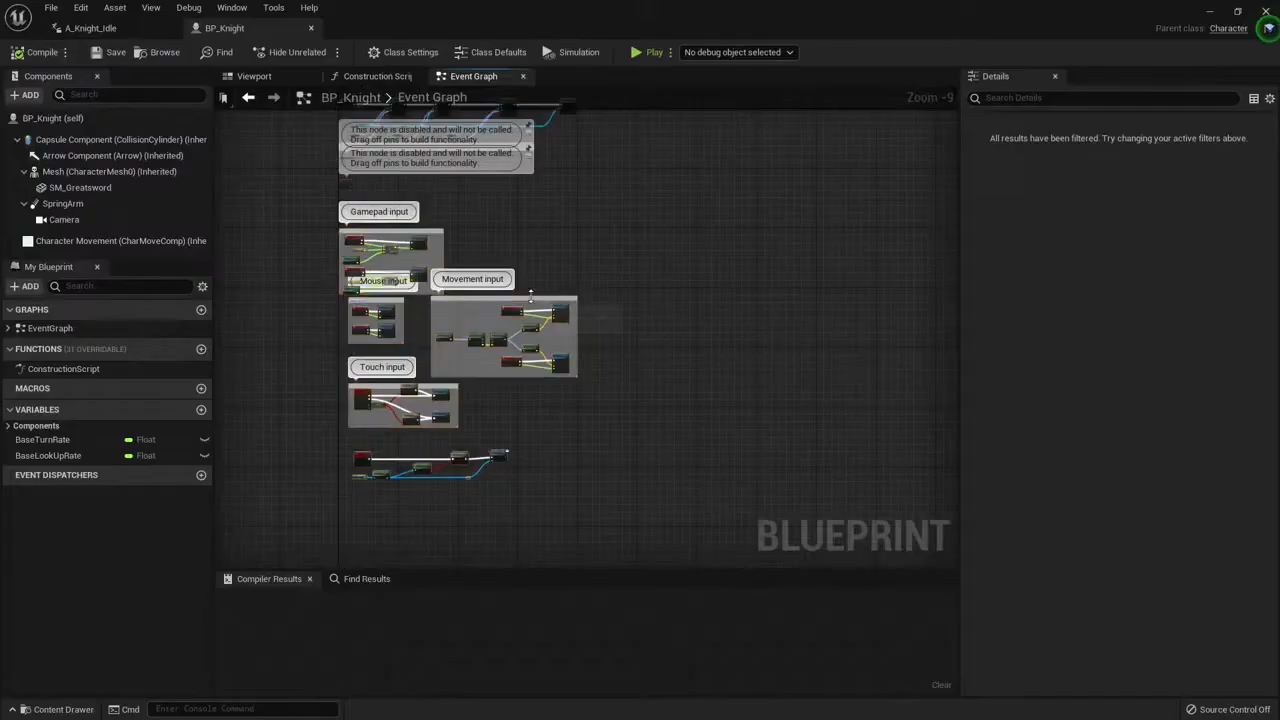 File
Edit
Asset
View
Debug
Window
Tools
Help
A_Knight_Idle
BP_Knight
Parent class: Character
Compile
Save
Browse
Find
Hide Unrelated
Class Settings
Class Defaults
Simulation
Play
No debug object selected
Components
Viewport
Construction Scrip
Event Graph
Details
ADD
Search
BP_Knight > Event Graph
Zoom -9
Search Details
BP_Knight (self)
Capsule Component (CollisionCylinder) (Inher
Arrow Component (Arrow) (Inherited)
Mesh (CharacterMesh0) (Inherited)
SM_Greatsword
SpringArm
Camera
Character Movement (CharMoveComp) (Inhe
All results have been filtered. Try changing your active filters above.
This node is disabled and will not be called.
Drag off pins to build functionality.
This node is disabled and will not be called.
Drag off pins to build functionality.
Gamepad input
Mouse input
Movement input
Touch input
My Blueprint
ADD
Search
GRAPHS
EventGraph
FUNCTIONS (31 OVERRIDABLE)
ConstructionScript
MACROS
VARIABLES
Components
BaseTurnRate
Float
BaseLookUpRate
Float
EVENT DISPATCHERS
BLUEPRINT
Compiler Results
Find Results
Clear
Content Drawer
Cmd
Enter Console Command
Source Control Off